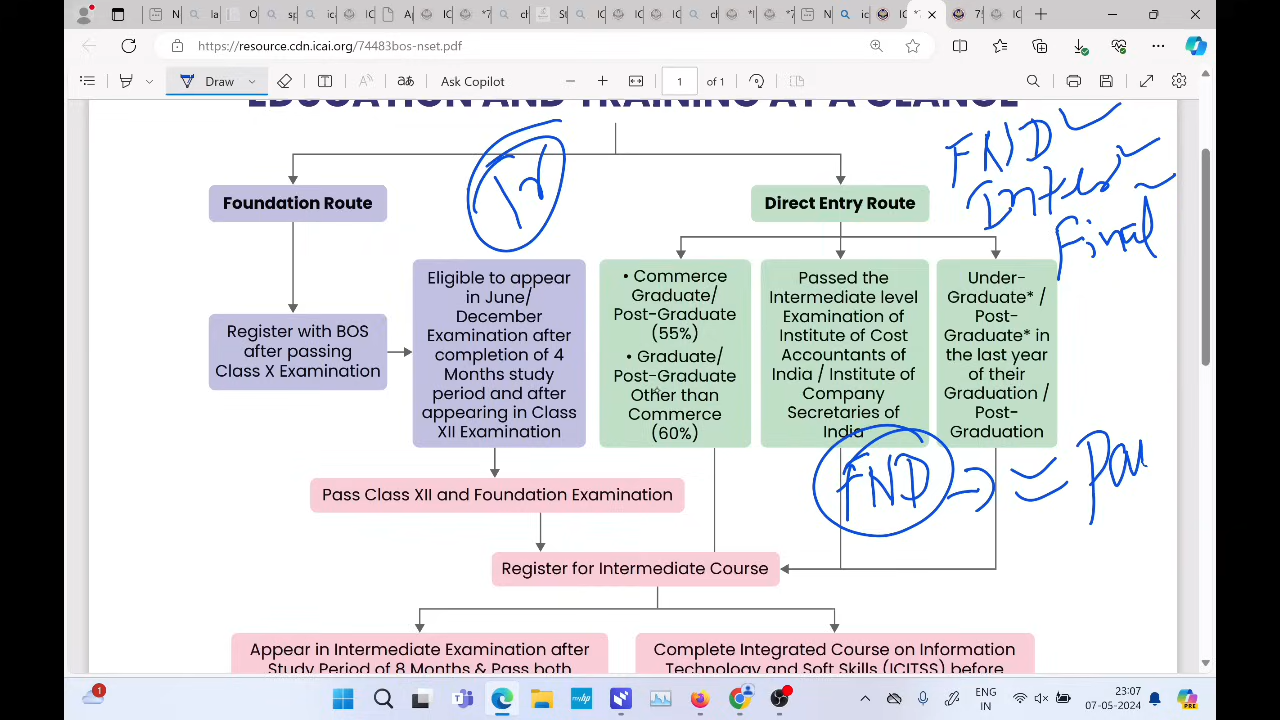 https://resource.cdn.icai.org/74483bos-nset.pdf
Draw
Ask Copilot
1
of 1
EDUCATION AND TRAINING AT A GLANCE
FND
Inter
Final
Foundation Route
Direct Entry Route
Register with BOS
after passing
Class X Examination
Eligible to appear
in June/
December
Examination after
completion of 4
Months study
period and after
appearing in Class
XII Examination
• Commerce
Graduate/
Post-Graduate
(55%)
• Graduate/
Post-Graduate
Other than
Commerce
(60%)
Passed the
Intermediate level
Examination of
Institute of Cost
Accountants of
India / Institute of
Company
Secretaries of
India
Under-
Graduate* /
Post-
Graduate* in
the last year
of their
Graduation /
Post-
Graduation
FND
Pass Class XII and Foundation Examination
Register for Intermediate Course
Appear in Intermediate Examination after
Study Period of 8 Months & Pass both
Complete Integrated Course on Information
Technology and Soft Skills (ICITSS) before
ENG
IN
23:07
07-05-2024